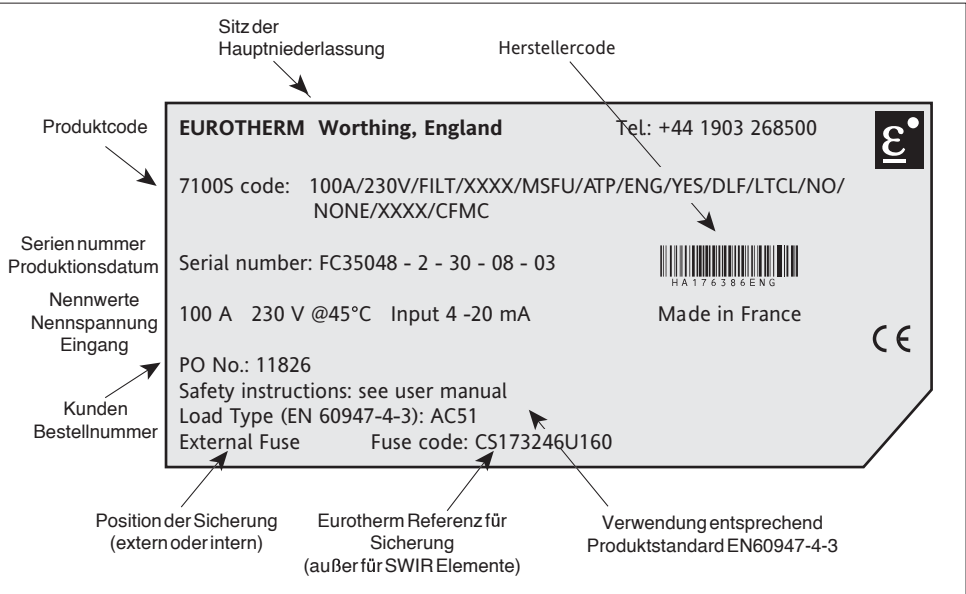 Sitz der
Hauptniederlassung
Herstellercode
Produktcode
EUROTHERM Worthing, England
Tel.: +44 1903 268500
ε
7100S code: 100A/230V/FILT/XXXX/MSFU/ATP/ENG/YES/DLF/LTCL/NO/
NONE/XXXX/CFMC
Seriennummer
Produktionsdatum
Serial number: FC35048 - 2 - 30 - 08 - 03
HA176386ENG
Nennwerte
Nennspannung
Eingang
100 A 230 V @45°C Input 4 -20 mA
Made in France
CE
PO No.: 11826
Safety instructions: see user manual
Kunden
Bestellnummer
Load Type (EN 60947-4-3): AC51
External Fuse Fuse code: CS173246U160
Position der Sicherung
(extern oder intern)
Eurotherm Referenz für
Sicherung
(außer für SWIR Elemente)
Verwendung entsprechend
Produktstandard EN60947-4-3